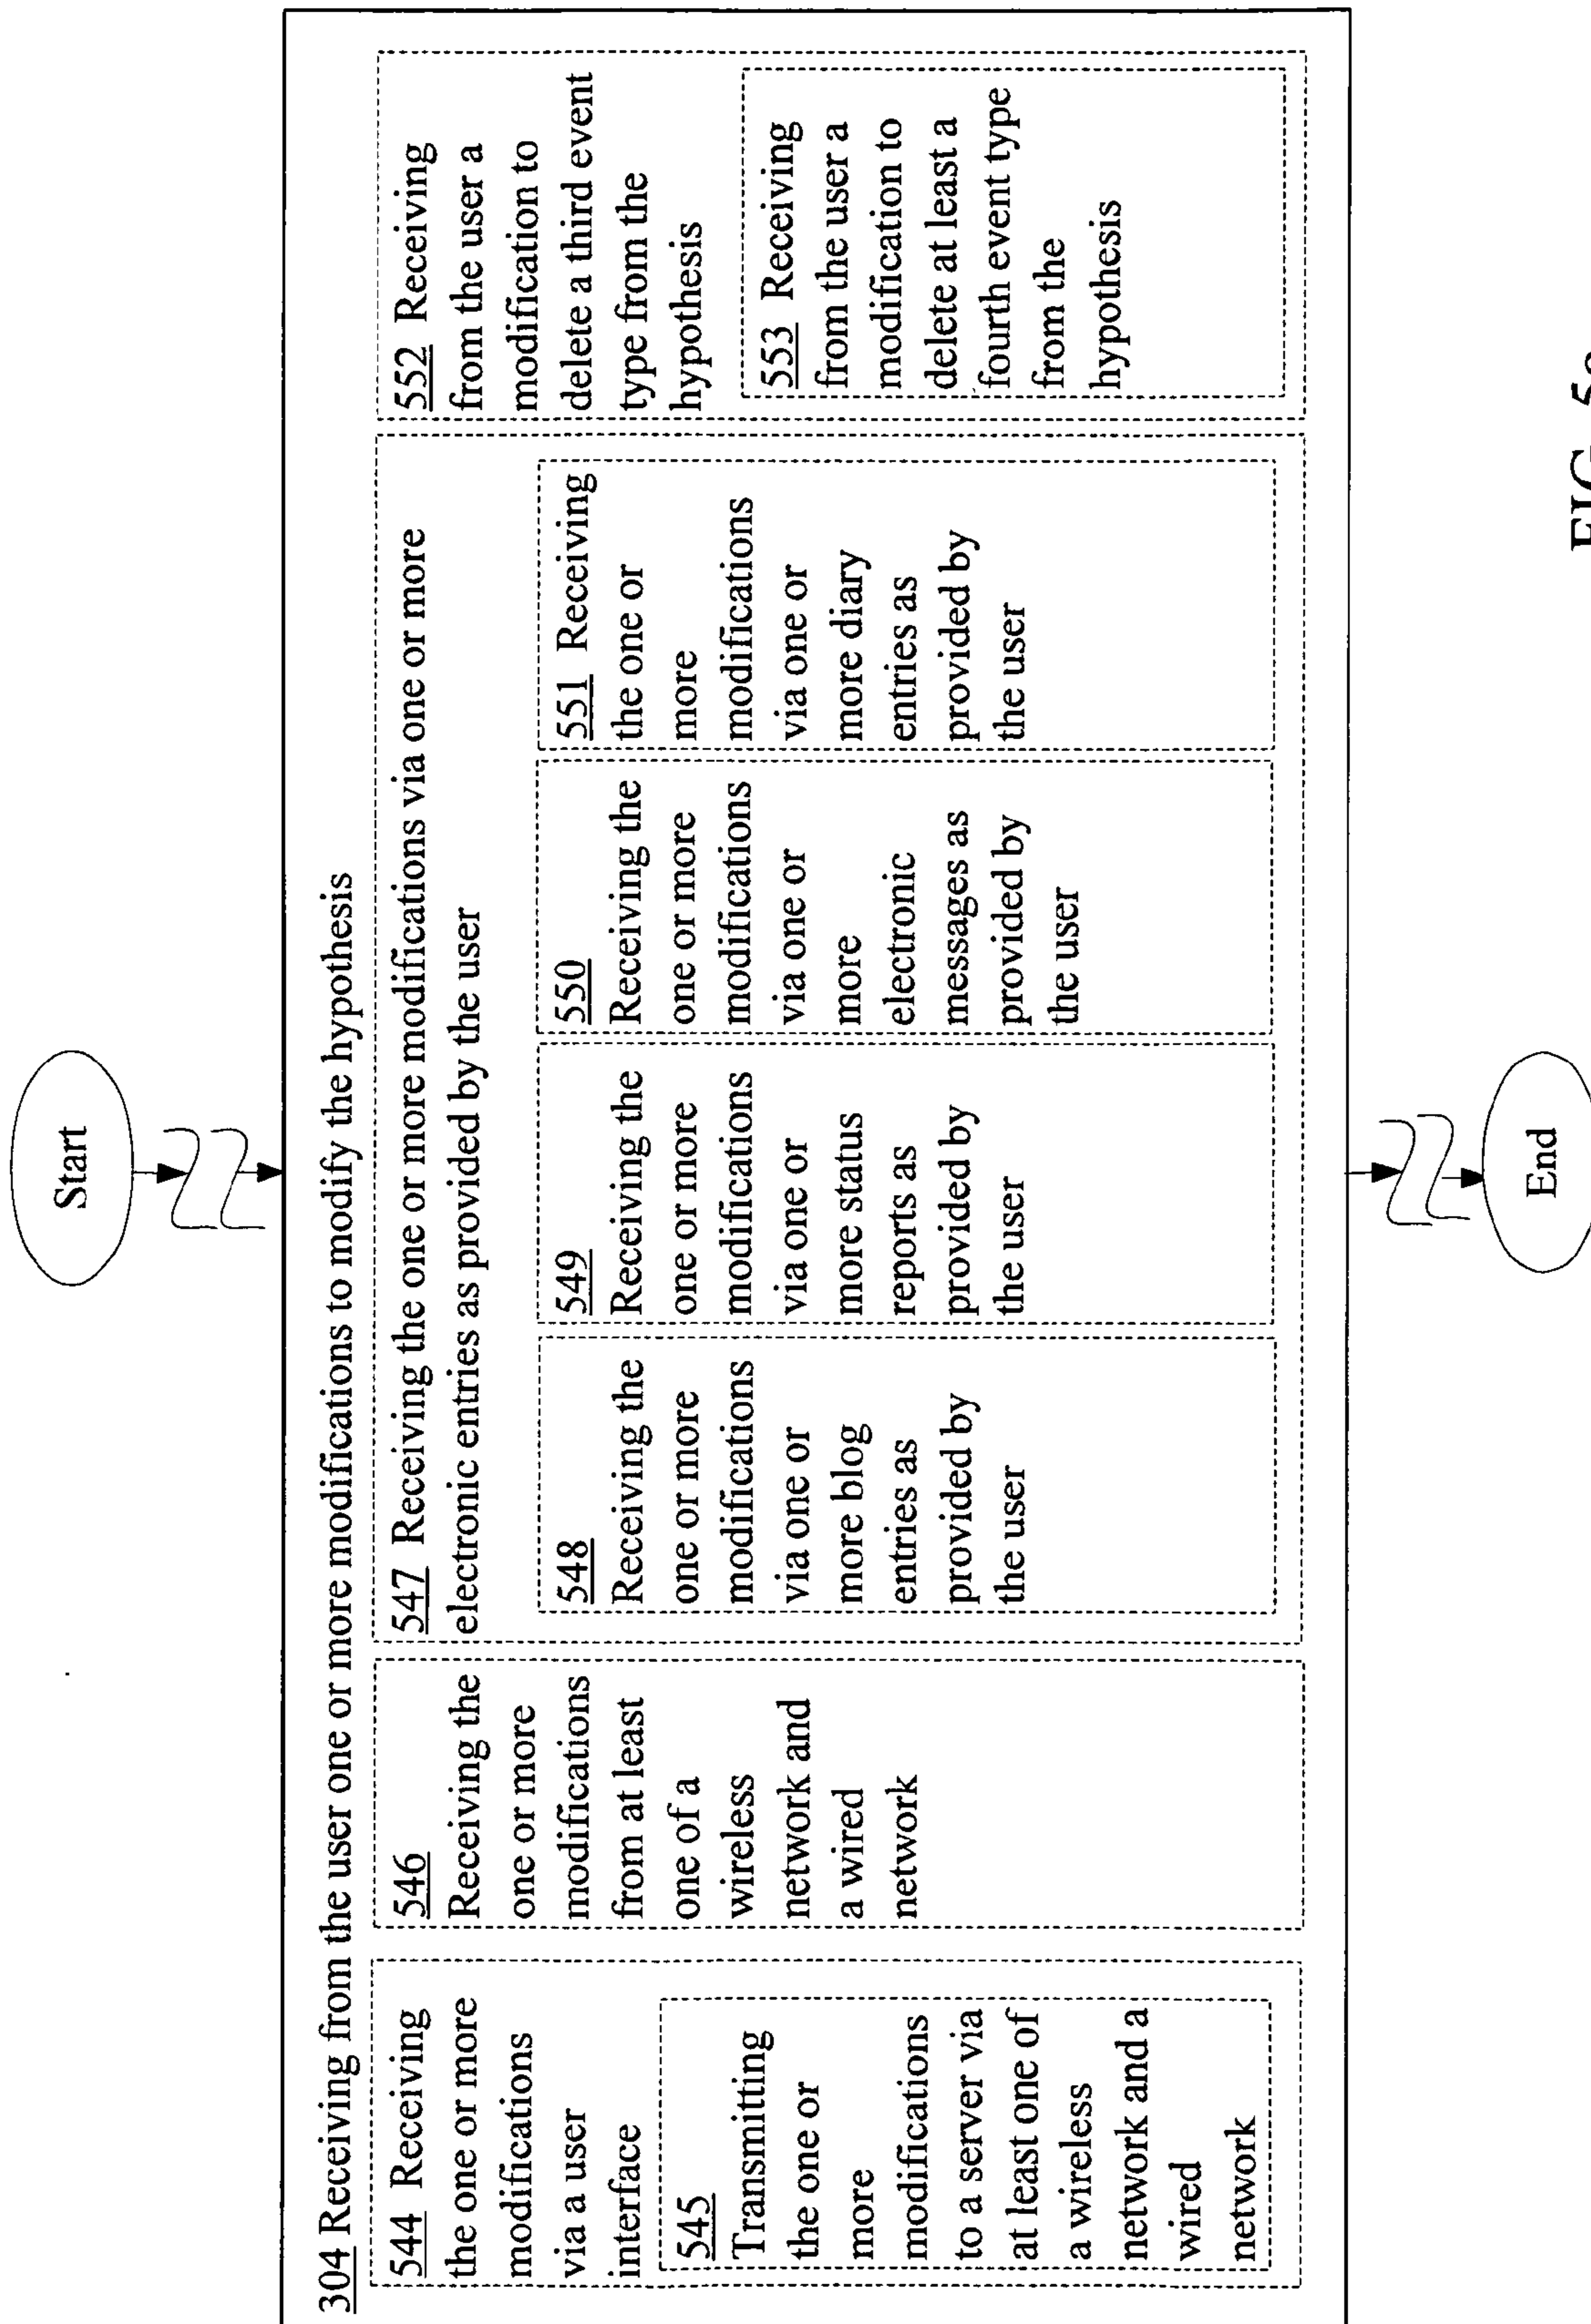 Start
304 Receiving from the user one or more modifications to modify the hypothesis
544 Receiving
the one or more
modifications
via a user
interface
545
Transmitting
the one or
more
modifications
to a server via
at least one of
a wireless
network and a
wired
network
546
Receiving the
one or more
modifications
from at least
one of a
wireless
network and
a wired
network
547 Receiving the one or more modifications via one or more
electronic entries as provided by the user
548
Receiving the
one or more
modifications
via one or
more blog
entries as
provided by
the user
549
Receiving the
one or more
modifications
via one or
more status
reports as
provided by
the user
550
Receiving the
one or more
modifications
via one or
more
electronic
messages as
provided by
the user
551 Receiving
the one or
more
modifications
via one or
more diary
entries as
provided by
the user
552 Receiving
from the user a
modification to
delete a third event
type from the
hypothesis
553 Receiving
from the user a
modification to
delete at least a
fourth event type
from the
hypothesis
End